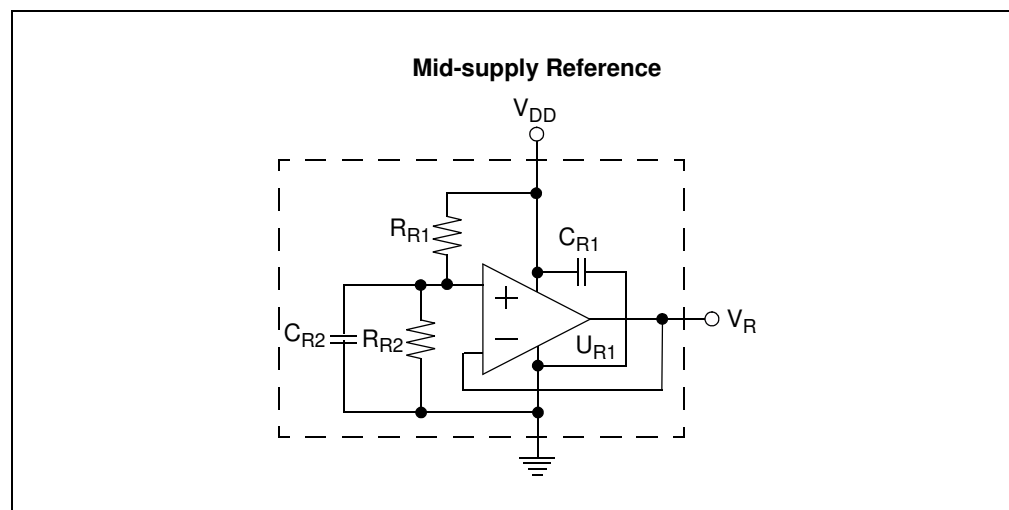 Mid-supply Reference
VDD
RR1
CR1
+
CR2
RR2
−
UR1
VR